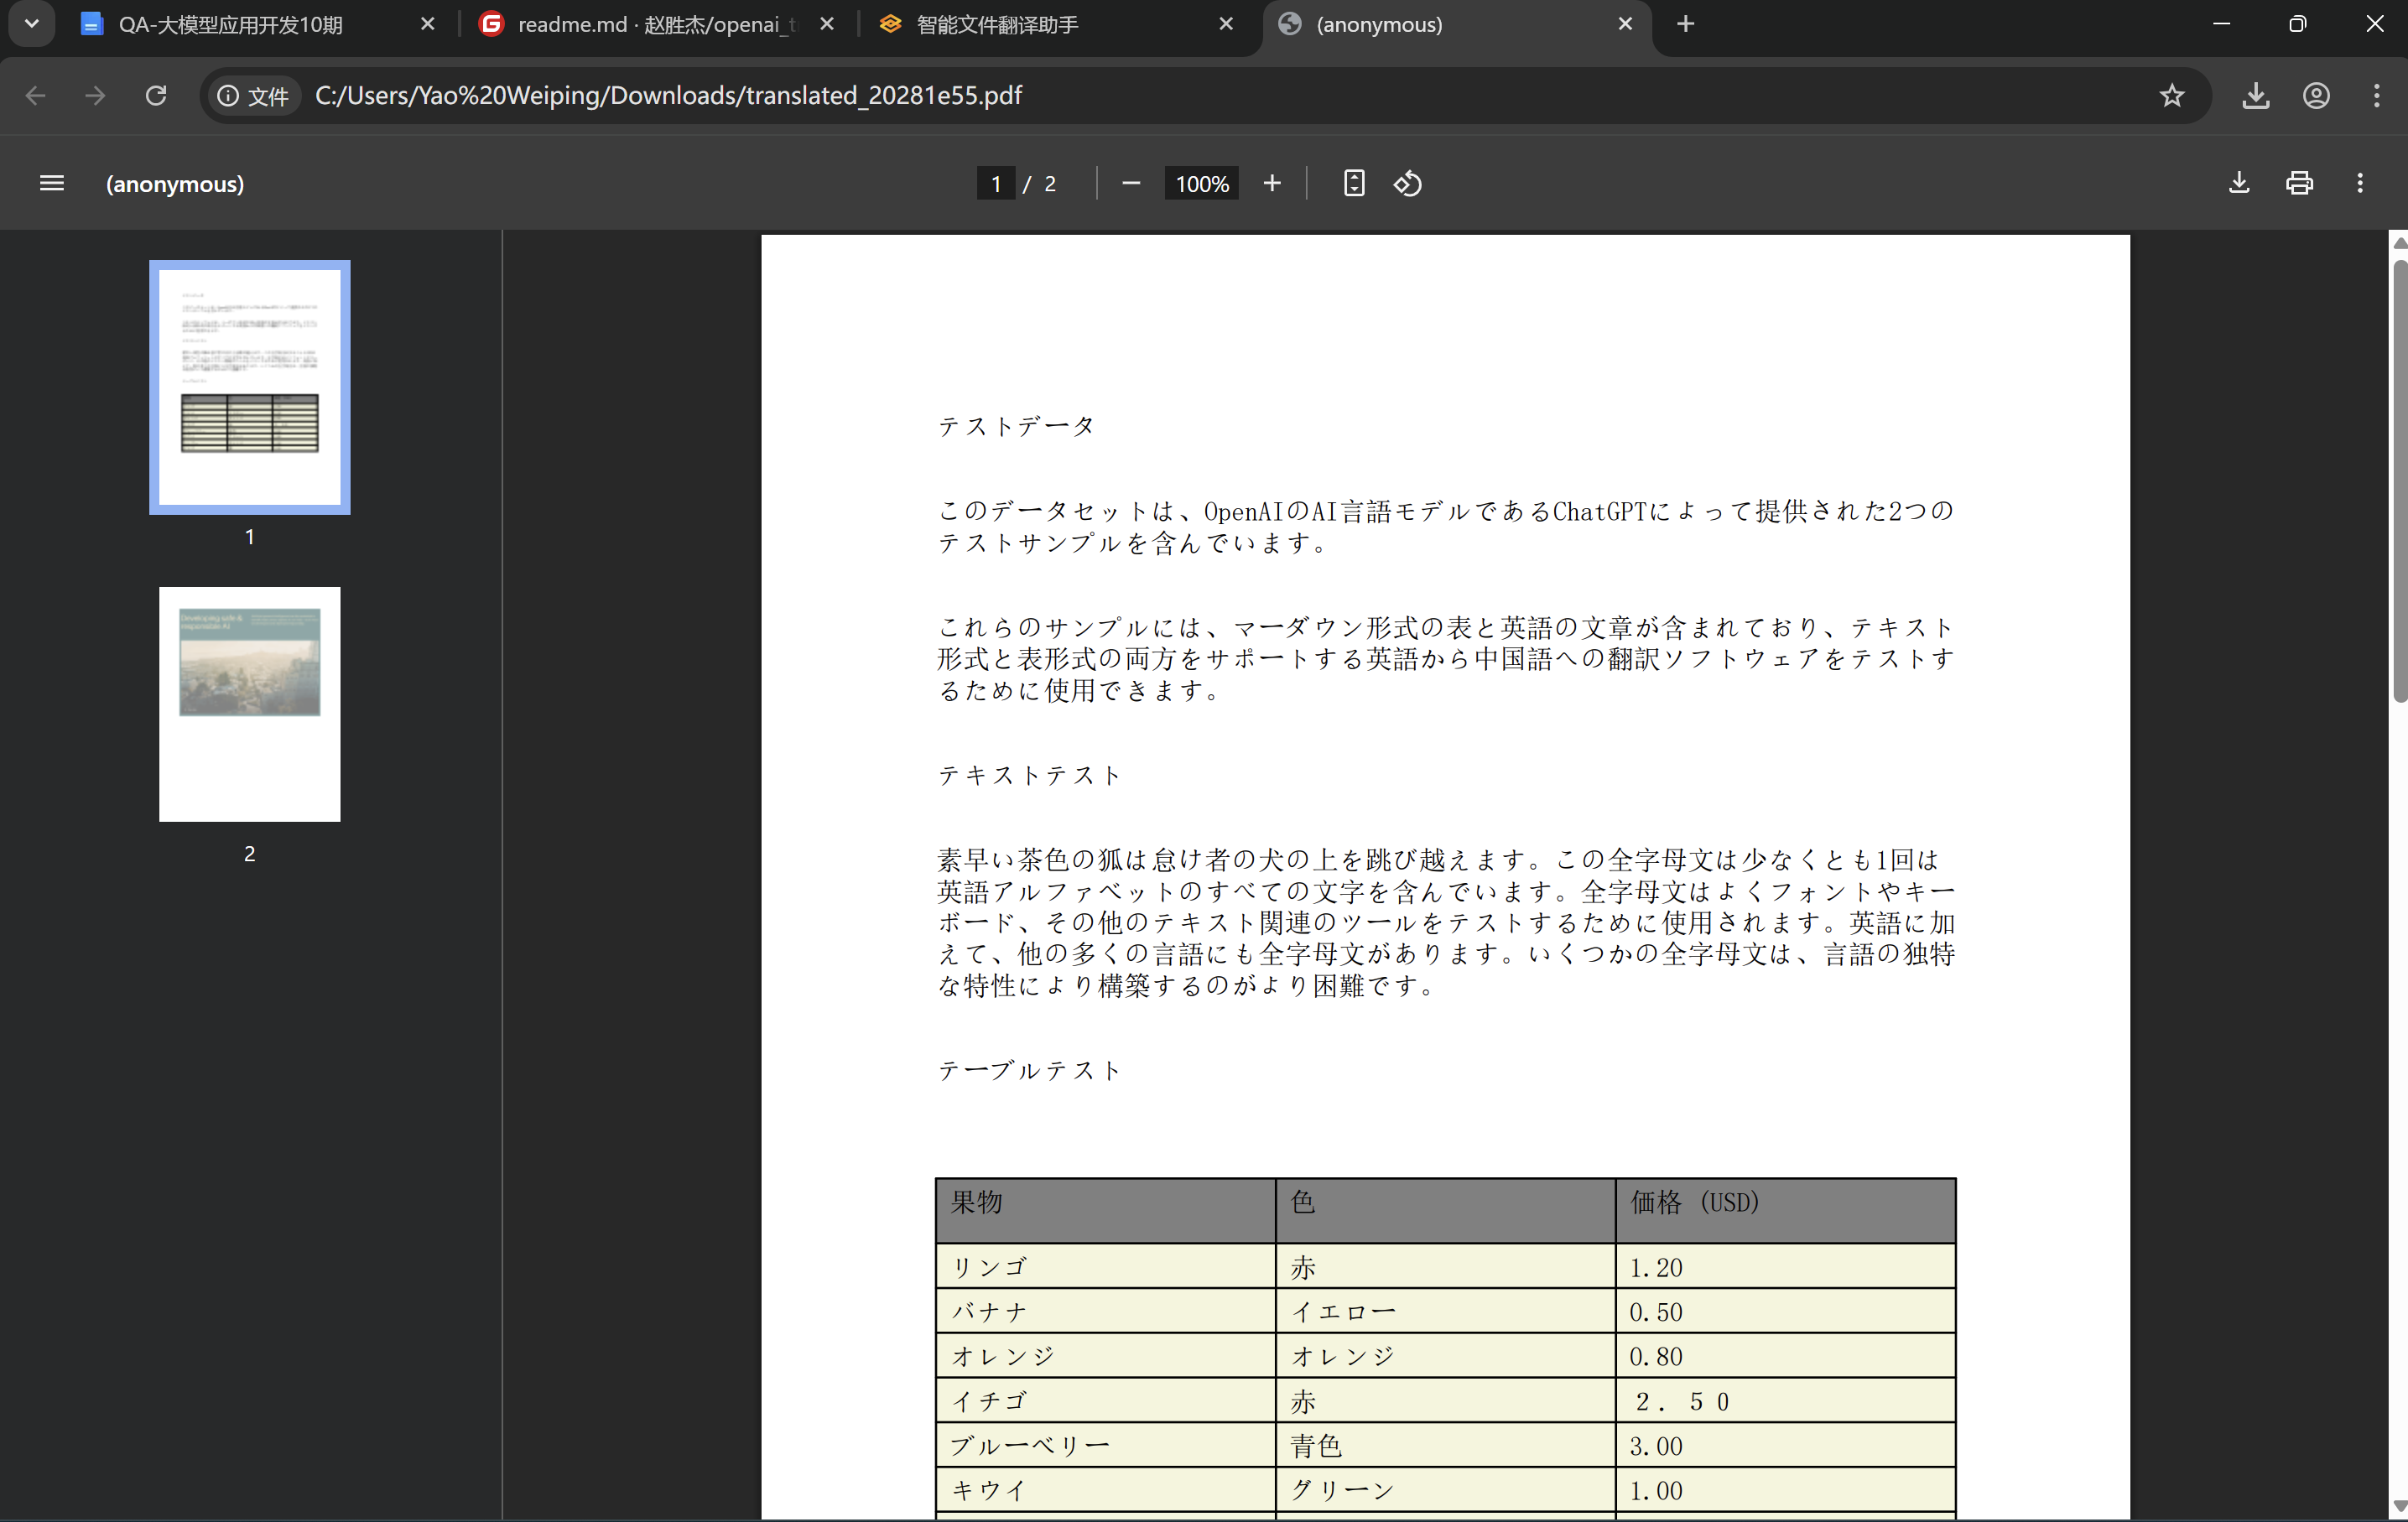 QA-大模型应用开发10期
readme.md · 赵胜杰/openai_t
智能文件翻译助手
(anonymous)
文件
C:/Users/Yao%20Weiping/Downloads/translated_20281e55.pdf
(anonymous)
1 / 2
100%
1
Developing safe &
responsible AI
2
テストデータ
このデータセットは、OpenAIのAI言語モデルであるChatGPTによって提供された2つの
テストサンプルを含んでいます。
これらのサンプルには、マーダウン形式の表と英語の文章が含まれており、テキスト
形式と表形式の両方をサポートする英語から中国語への翻訳ソフトウェアをテストす
るために使用できます。
テキストテスト
素早い茶色の狐は怠け者の犬の上を跳び越えます。この全字母文は少なくとも1回は
英語アルファベットのすべての文字を含んでいます。全字母文はよくフォントやキー
ボード、その他のテキスト関連のツールをテストするために使用されます。英語に加
えて、他の多くの言語にも全字母文があります。いくつかの全字母文は、言語の独特
な特性により構築するのがより困難です。
テーブルテスト
果物 色 価格 (USD)
リンゴ 赤 1.20
バナナ イエロー 0.50
オレンジ オレンジ 0.80
イチゴ 赤 ２．５０
ブルーベリー 青色 3.00
キウイ グリーン 1.00